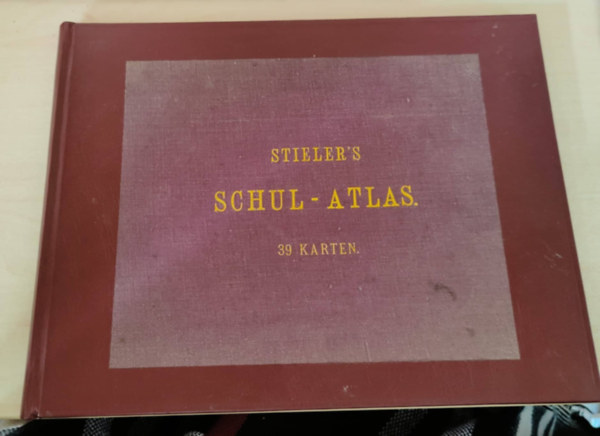 STIELER'S
SCHUL-ATLAS.
39 KARTEN.